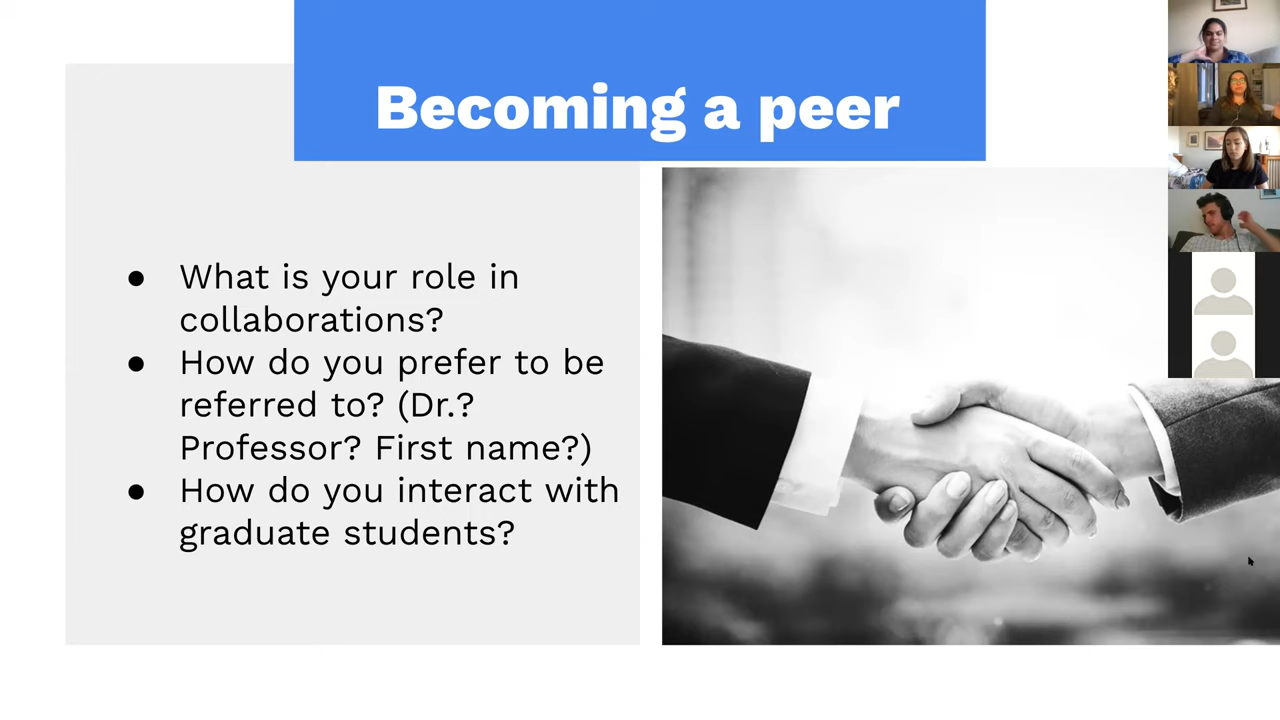 Becoming a peer
● What is your role in
collaborations?
● How do you prefer to be
referred to? (Dr.?
Professor? First name?)
● How do you interact with
graduate students?